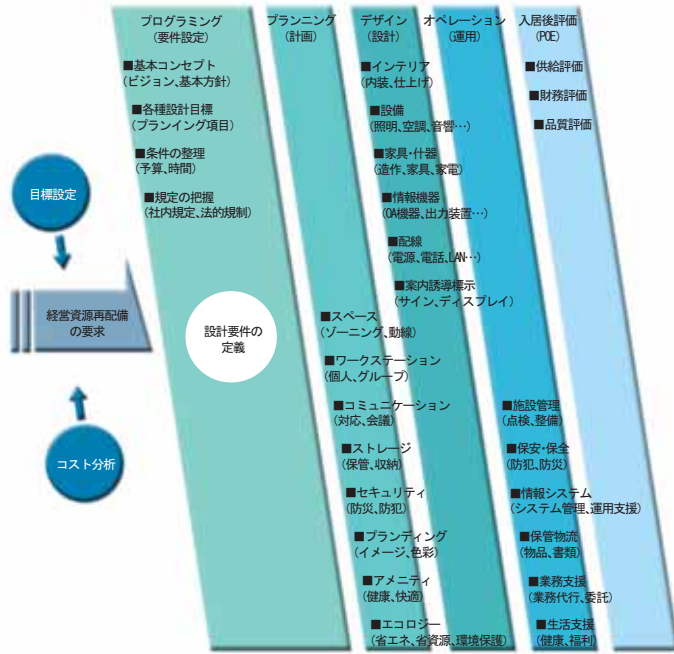 目標設定
経営資源再配備
の要求
コスト分析
プログラミング
(要件設定)
■基本コンセプト
(ビジョン、基本方針)
■各種設計目標
(プランイング項目)
■条件の整理
(予算、時間)
■規定の把握
(社内規定、法的規制)
設計要件の
定義
プランニング
(計画)
■スペース
(ゾーニング、動線)
■ワークステーション
(個人、グループ)
■コミュニケーション
(対応、会議)
■ストレージ
(保管、収納)
■セキュリティ
(防災、防犯)
■ブランディング
(イメージ、色彩)
■アメニティ
(健康、快適)
■エコロジー
(省エネ、省資源、環境保護)
デザイン
(設計)
■インテリア
(内装、仕上げ)
■設備
(照明、空調、音響…)
■家具・什器
(造作、家具、家電)
■情報機器
(OA機器、出力装置…)
■配線
(電源、電話、LAN…)
■案内誘導標示
(サイン、ディスプレイ)
オペレーション
(運用)
■施設管理
(点検、整備)
■保安・保全
(防犯、防災)
■情報システム
(システム管理、運用支援)
■保管物流
(物品、書類)
■業務支援
(業務代行、委託)
■生活支援
(健康、福利)
入居後評価
(POE)
■供給評価
■財務評価
■品質評価